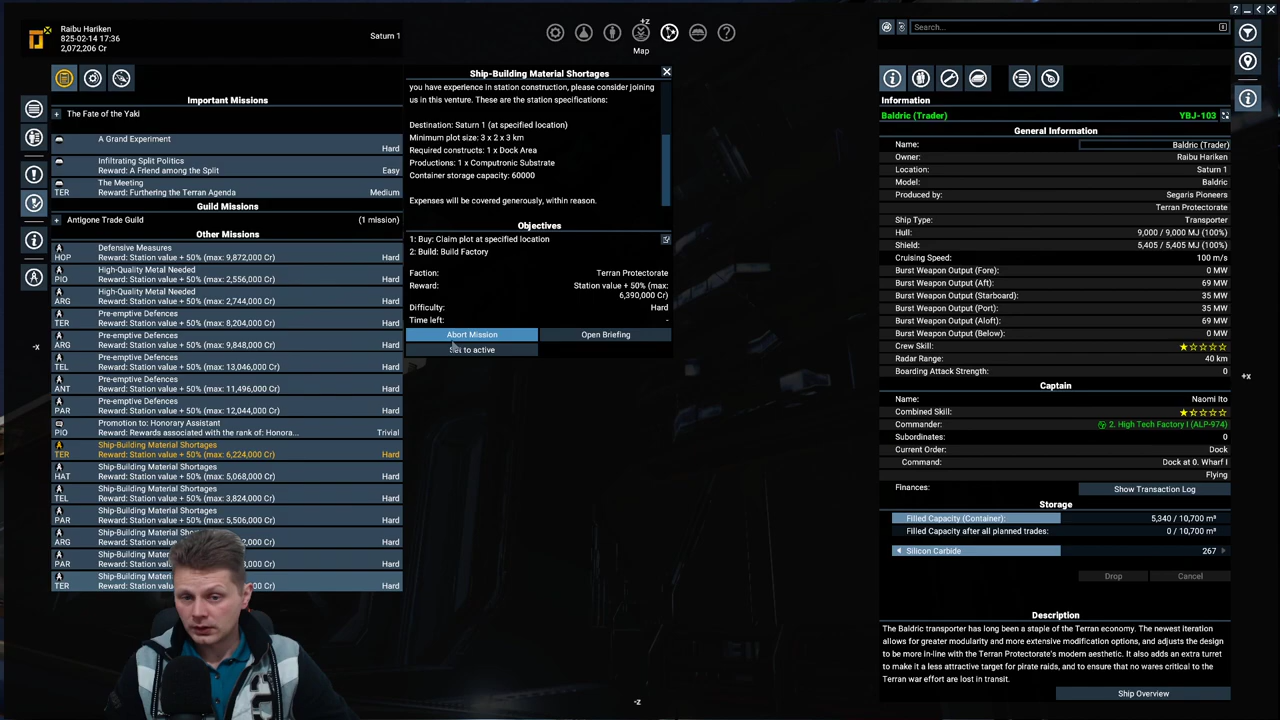 Raibu Hariken
825-02-14 17:36
2,072,206 Cr
Saturn 1
+z
Map
?
Search...
? _ < ×
Important Missions
+ The Fate of the Yaki
A Grand Experiment
Hard
Infiltrating Split Politics
Reward: A Friend among the Split Easy
The Meeting
TER Reward: Furthering the Terran Agenda Medium
Guild Missions
+ Antigone Trade Guild (1 mission)
Other Missions
Defensive Measures
HOP Reward: Station value + 50% (max: 9,872,000 Cr) Hard
High-Quality Metal Needed
PIO Reward: Station value + 50% (max: 2,556,000 Cr) Hard
High-Quality Metal Needed
ARG Reward: Station value + 50% (max: 2,744,000 Cr) Hard
Pre-emptive Defences
TER Reward: Station value + 50% (max: 8,204,000 Cr) Hard
Pre-emptive Defences
ARG Reward: Station value + 50% (max: 9,848,000 Cr) Hard
Pre-emptive Defences
TEL Reward: Station value + 50% (max: 13,046,000 Cr) Hard
Pre-emptive Defences
ANT Reward: Station value + 50% (max: 11,496,000 Cr) Hard
Pre-emptive Defences
PAR Reward: Station value + 50% (max: 12,044,000 Cr) Hard
Promotion to: Honorary Assistant
PIO Reward: Rewards associated with the rank of: Honora... Trivial
Ship-Building Material Shortages
TER Reward: Station value + 50% (max: 6,224,000 Cr) Hard
Ship-Building Material Shortages
HAT Reward: Station value + 50% (max: 5,068,000 Cr) Hard
Ship-Building Material Shortages
TEL Reward: Station value + 50% (max: 3,824,000 Cr) Hard
Ship-Building Material Shortages
PAR Reward: Station value + 50% (max: 5,506,000 Cr) Hard
Ship-Building Material
ARG Reward: Station value 2,000 Cr) Hard
Ship-Building Mater
PAR Reward: Station value 000 Cr) Hard
Ship-Building Mater
TER Reward: Station value 000 Cr) Hard
Ship-Building Material Shortages
you have experience in station construction, please consider joining
us in this venture. These are the station specifications:
Destination: Saturn 1 (at specified location)
Minimum plot size: 3 x 2 x 3 km
Required constructs: 1 x Dock Area
Productions: 1 x Computronic Substrate
Container storage capacity: 60000
Expenses will be covered generously, within reason.
Objectives
1: Buy: Claim plot at specified location
2: Build: Build Factory
Faction: Terran Protectorate
Reward: Station value + 50% (max:
6,390,000 Cr)
Difficulty: Hard
Time left: -
Abort Mission Open Briefing
Set to active
-x
+x
-z
Information
Baldric (Trader) YBJ-103
General Information
Name: Baldric (Trader)
Owner: Raibu Hariken
Location: Saturn 1
Model: Baldric
Produced by: Segaris Pioneers
Terran Protectorate
Ship Type: Transporter
Hull: 9,000 / 9,000 MJ (100%)
Shield: 5,405 / 5,405 MJ (100%)
Cruising Speed: 100 m/s
Burst Weapon Output (Fore): 0 MW
Burst Weapon Output (Aft): 69 MW
Burst Weapon Output (Starboard): 35 MW
Burst Weapon Output (Port): 35 MW
Burst Weapon Output (Aloft): 69 MW
Burst Weapon Output (Below): 0 MW
Crew Skill:
Radar Range: 40 km
Boarding Attack Strength: 0
Captain
Name: Naomi Ito
Combined Skill:
Commander: 2. High Tech Factory I (ALP-974)
Subordinates: 0
Current Order: Dock
Command: Dock at 0. Wharf I
Flying
Finances: Show Transaction Log
Storage
Filled Capacity (Container): 5,340 / 10,700 m³
Filled Capacity after all planned trades: 0 / 10,700 m³
Silicon Carbide 267
Drop Cancel
Description
The Baldric transporter has long been a staple of the Terran economy. The newest iteration
allows for greater modularity and more extensive modification options, and adjusts the design
to be more in-line with the Terran Protectorate's modern aesthetic. It also adds an extra turret
to make it a less attractive target for pirate raids, and to ensure that no wares critical to the
Terran war effort are lost in transit.
Ship Overview